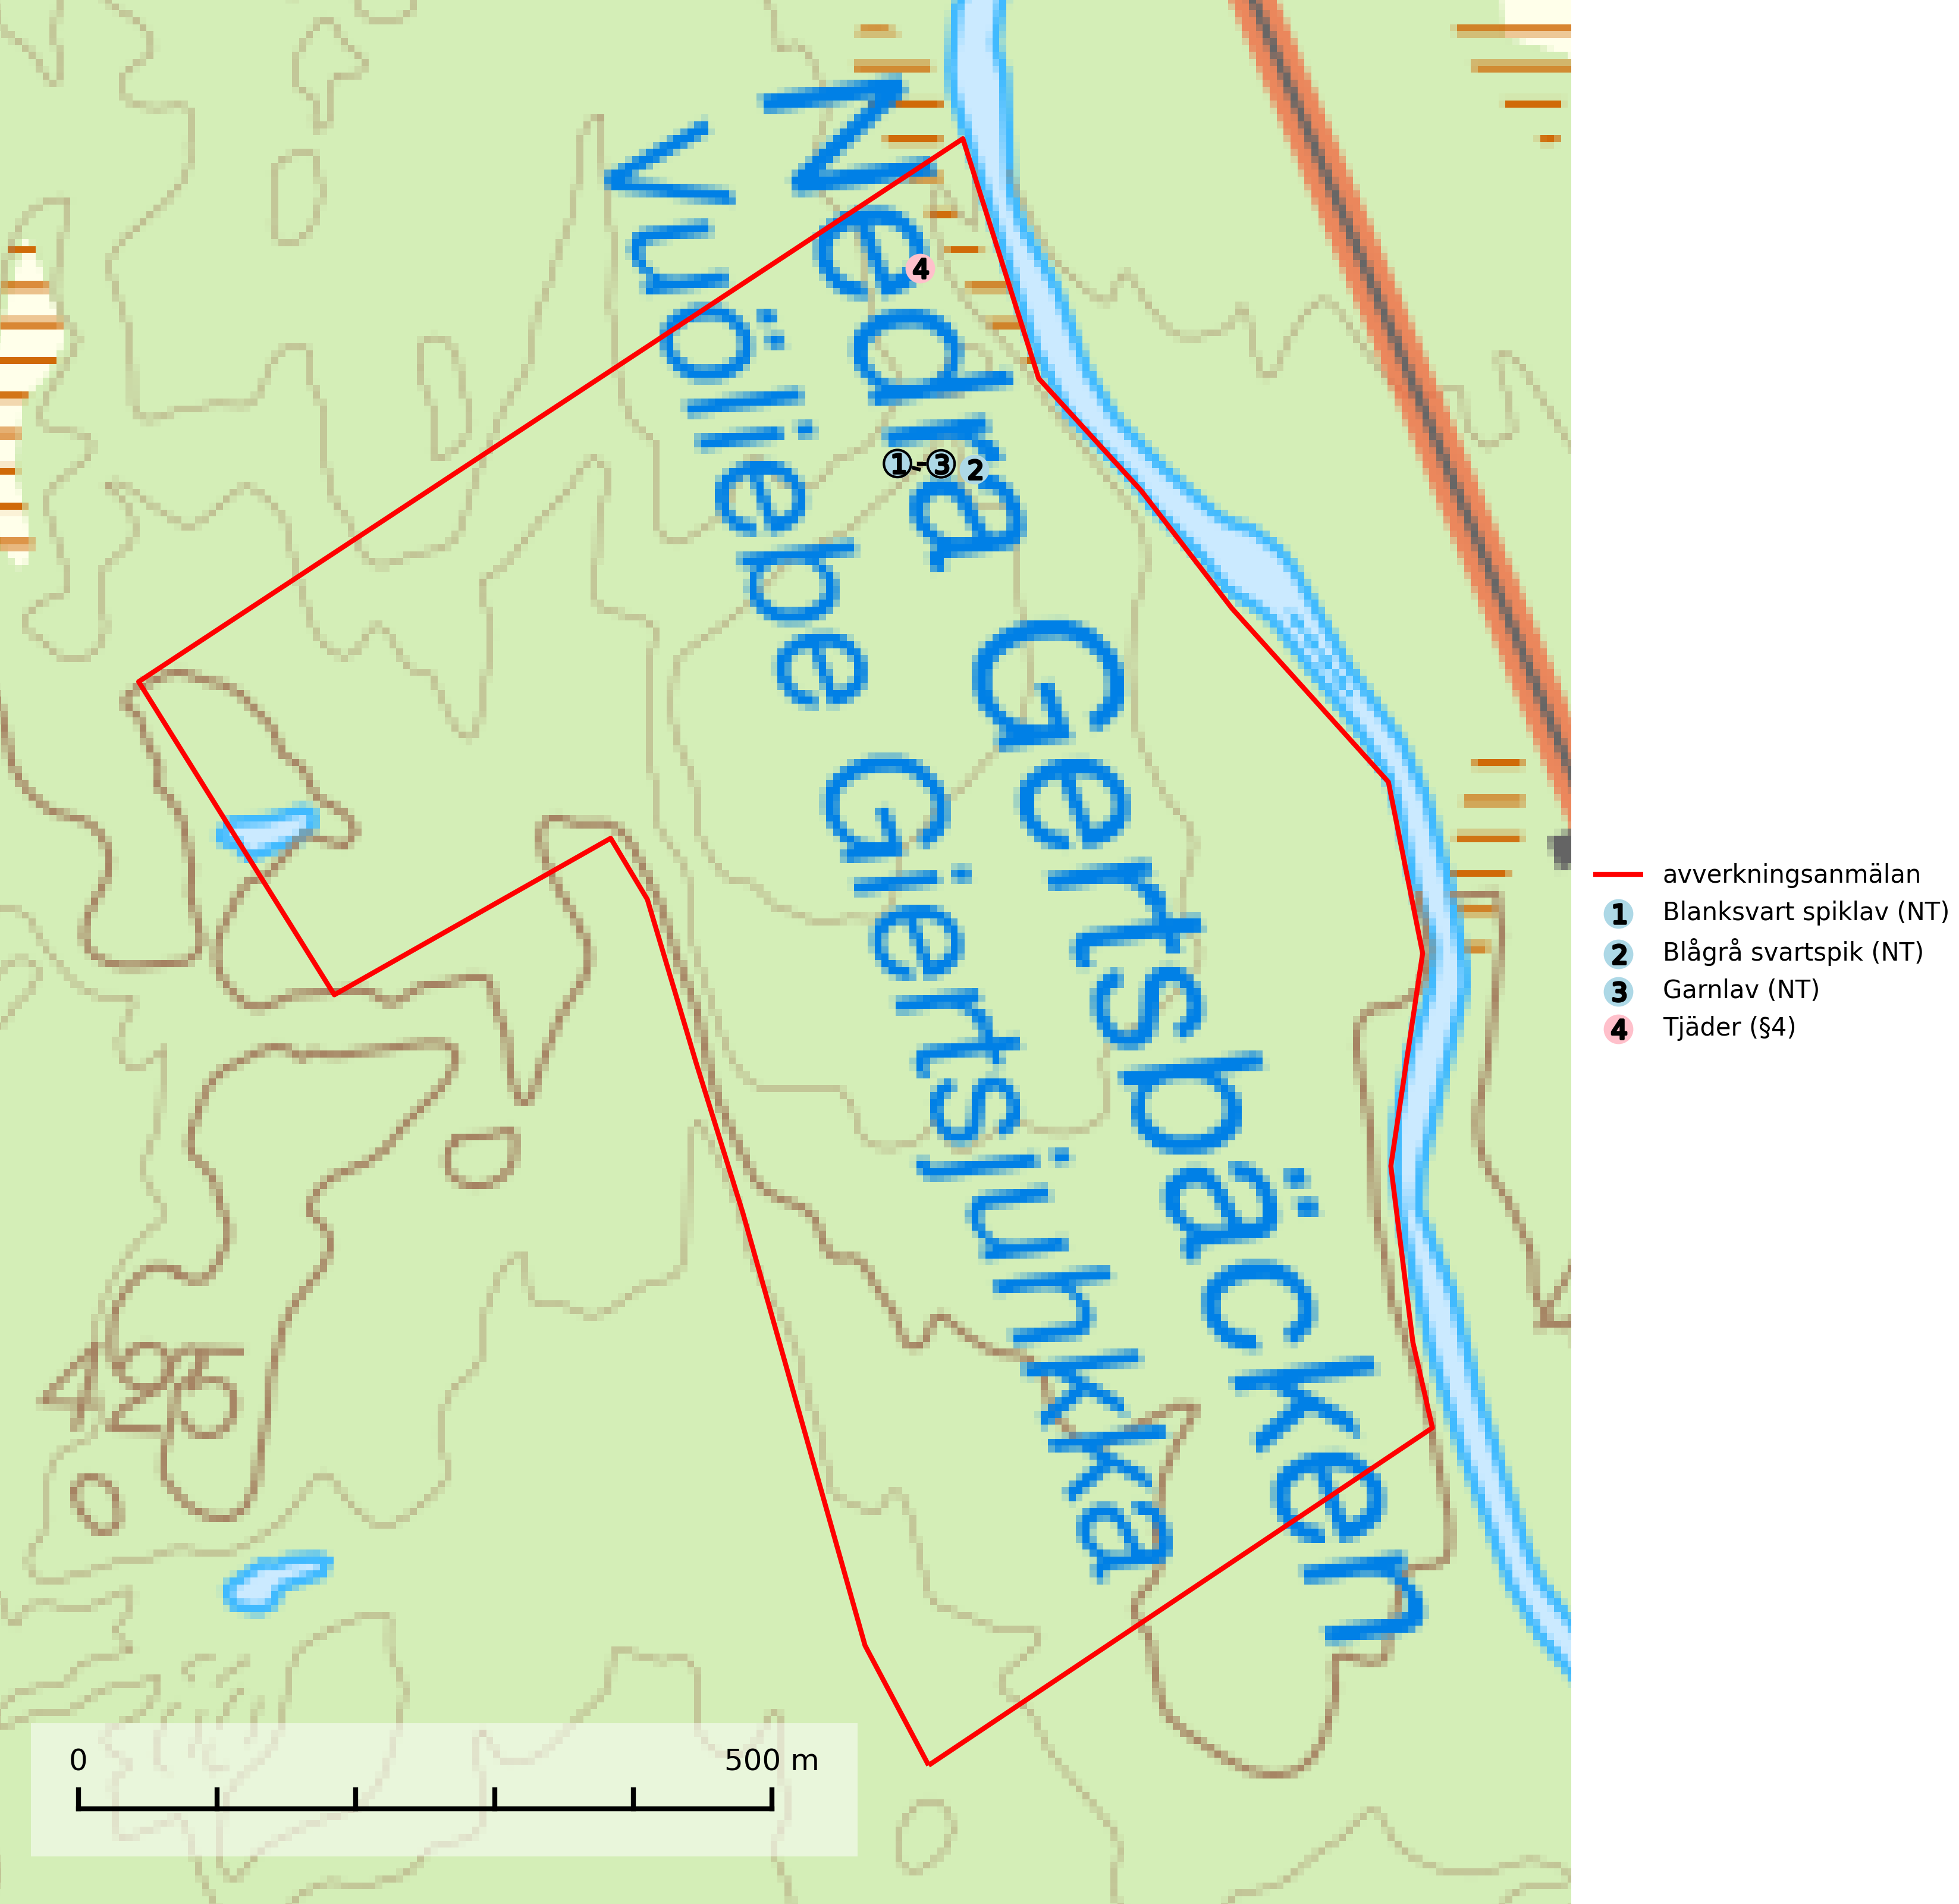 Nedra Gertsbäcken
Vuoliebe Giertsjuhkka
4
1 - 3 2
425
0 500 m
avverkningsanmälan
1 Blanksvart spiklav (NT)
2 Blågrå svartspik (NT)
3 Garnlav (NT)
4 Tjäder (§4)